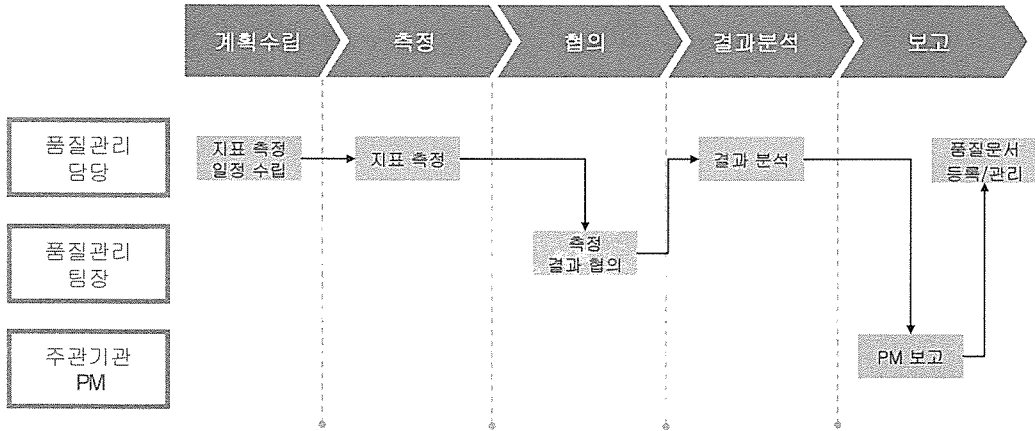 계획수립
측정
협의
결과분석
보고
품질관리
담당
지표 측정
일정 수립
지표 측정
결과 분석
품질문서
등록/관리
품질관리
팅장
측정
결과 협의
주관기관
PM
PM 보고